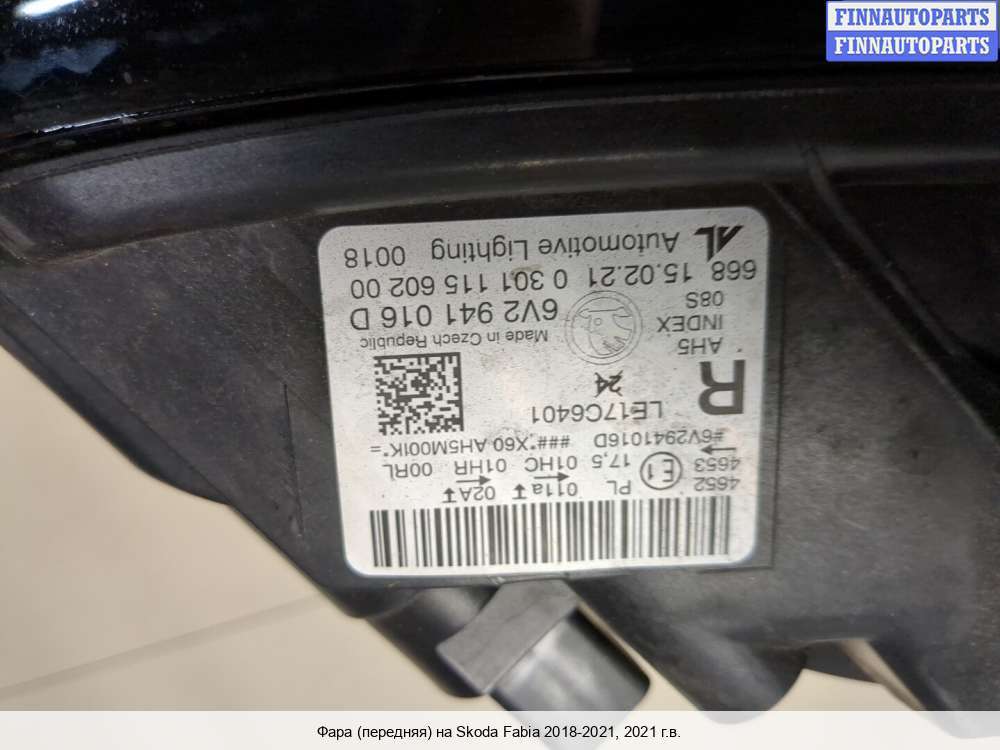 FINNAUTOPARTS
FINNAUTOPARTS
4652 PL 011a 02A
4653 E1 17,5 01HC 01HR 00RL
#6V2941016D ###*X60 AH5M001K*=
R LE17C6401
24
AH5
INDEX
08S
Made in Czech Republic
6V2 941 016 D
668 15.02.21 0 301 115 602 00
AL Automotive Lighting 0018
Фара (передняя) на Skoda Fabia 2018-2021, 2021 г.в.